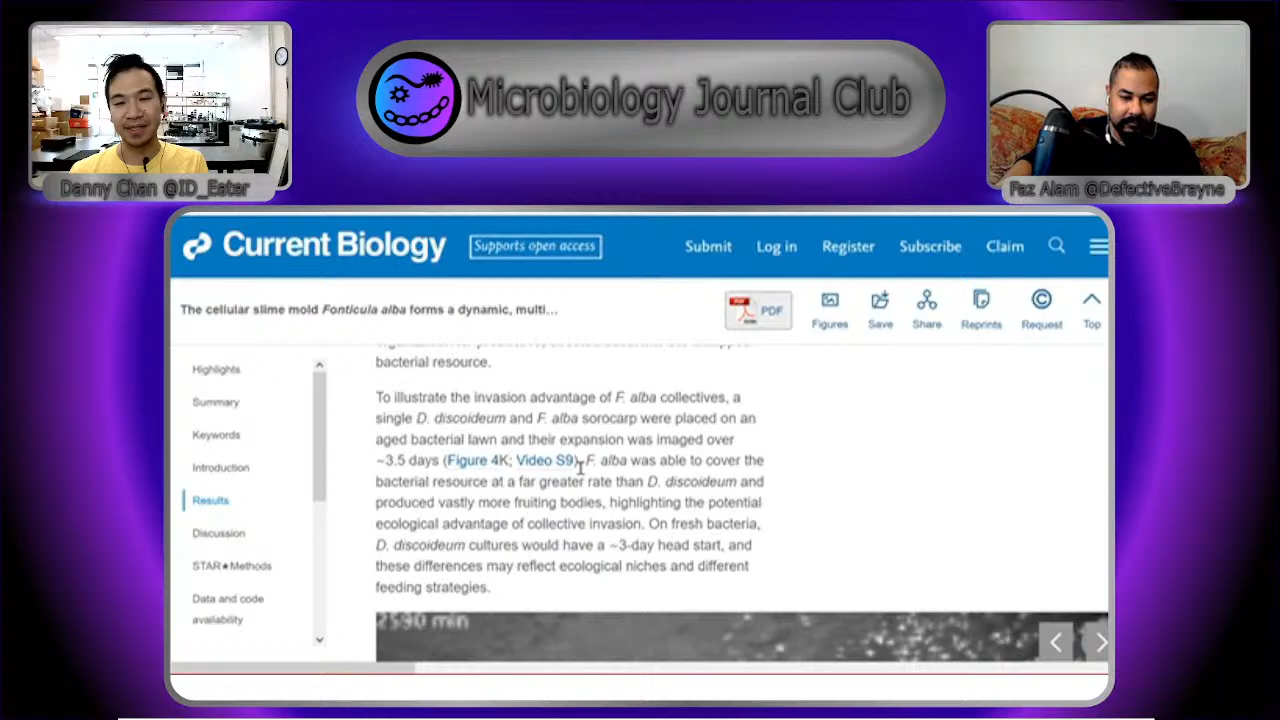 Microbiology Journal Club
Danny Chan @ID_Eater
Faz Alam @DefectiveBrayne
Current Biology
Supports open access
Submit
Log in
Register
Subscribe
Claim
The cellular slime mold Fonticula alba forms a dynamic, multi…
PDF
PDF
Figures
Save
Share
Reprints
Request
Top
Highlights
Summary
Keywords
Introduction
Results
Discussion
STAR★Methods
Data and code
availability
bacterial resource.
To illustrate the invasion advantage of F. alba collectives, a
single D. discoideum and F. alba sorocarp were placed on an
aged bacterial lawn and their expansion was imaged over
~3.5 days (Figure 4K; Video S9). F. alba was able to cover the
bacterial resource at a far greater rate than D. discoideum and
produced vastly more fruiting bodies, highlighting the potential
ecological advantage of collective invasion. On fresh bacteria,
D. discoideum cultures would have a ~3-day head start, and
these differences may reflect ecological niches and different
feeding strategies.
2590 min